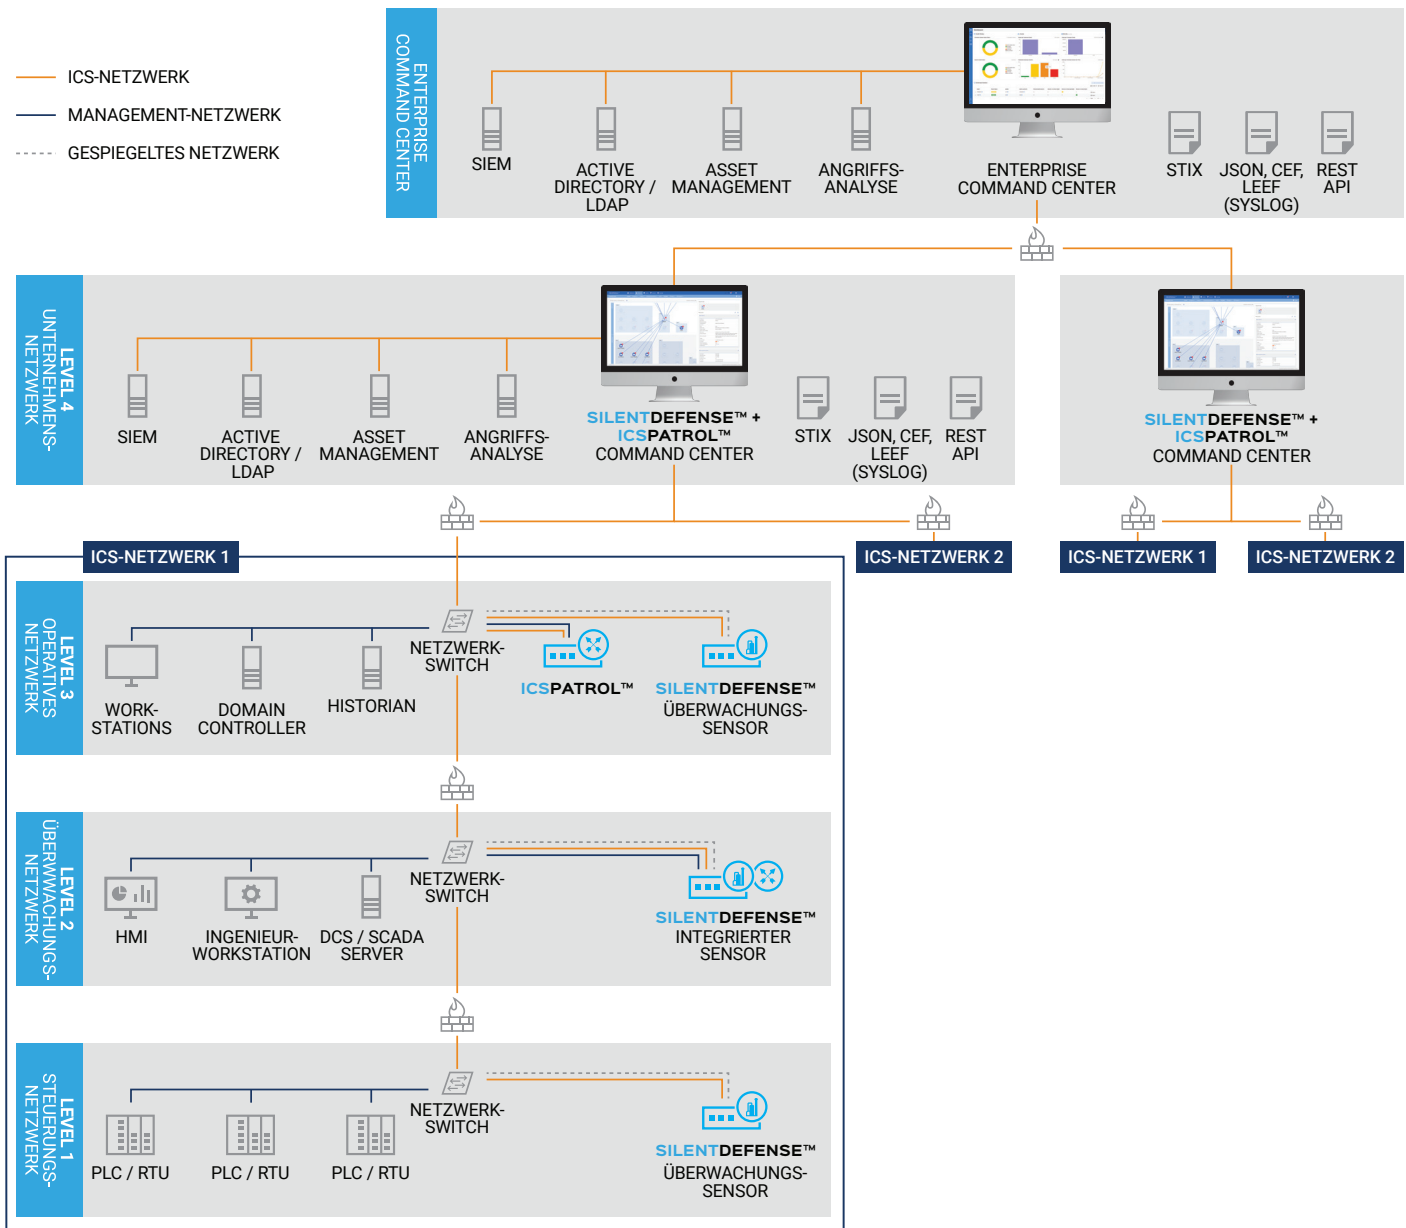 ICS-NETZWERK
MANAGEMENT-NETZWERK
GESPIEGELTES NETZWERK
ENTERPRISE
COMMAND CENTER
SIEM
ACTIVE
DIRECTORY /
LDAP
ASSET
MANAGEMENT
ANGRIFFS-
ANALYSE
ENTERPRISE
COMMAND CENTER
STIX
JSON, CEF,
LEEF
(SYSLOG)
REST
API
LEVEL 4
UNTERNEHMENS-
NETZWERK
SIEM
ACTIVE
DIRECTORY /
LDAP
ASSET
MANAGEMENT
ANGRIFFS-
ANALYSE
SILENTDEFENSE™ +
ICSPATROL™
COMMAND CENTER
STIX
JSON, CEF,
LEEF
(SYSLOG)
REST
API
SILENTDEFENSE™ +
ICSPATROL™
COMMAND CENTER
ICS-NETZWERK 1
ICS-NETZWERK 2
ICS-NETZWERK 1
ICS-NETZWERK 2
LEVEL 3
OPERATIVES
NETZWERK
WORK-
STATIONS
DOMAIN
CONTROLLER
HISTORIAN
NETZWERK-
SWITCH
ICSPATROL™
SILENTDEFENSE™
ÜBERWACHUNGS-
SENSOR
LEVEL 2
ÜBERWWACHUNGS-
NETZWERK
HMI
INGENIEUR-
WORKSTATION
DCS / SCADA
SERVER
NETZWERK-
SWITCH
SILENTDEFENSE™
INTEGRIERTER
SENSOR
LEVEL 1
STEUERUNGS-
NETZWERK
PLC / RTU
PLC / RTU
PLC / RTU
NETZWERK-
SWITCH
SILENTDEFENSE™
ÜBERWACHUNGS-
SENSOR